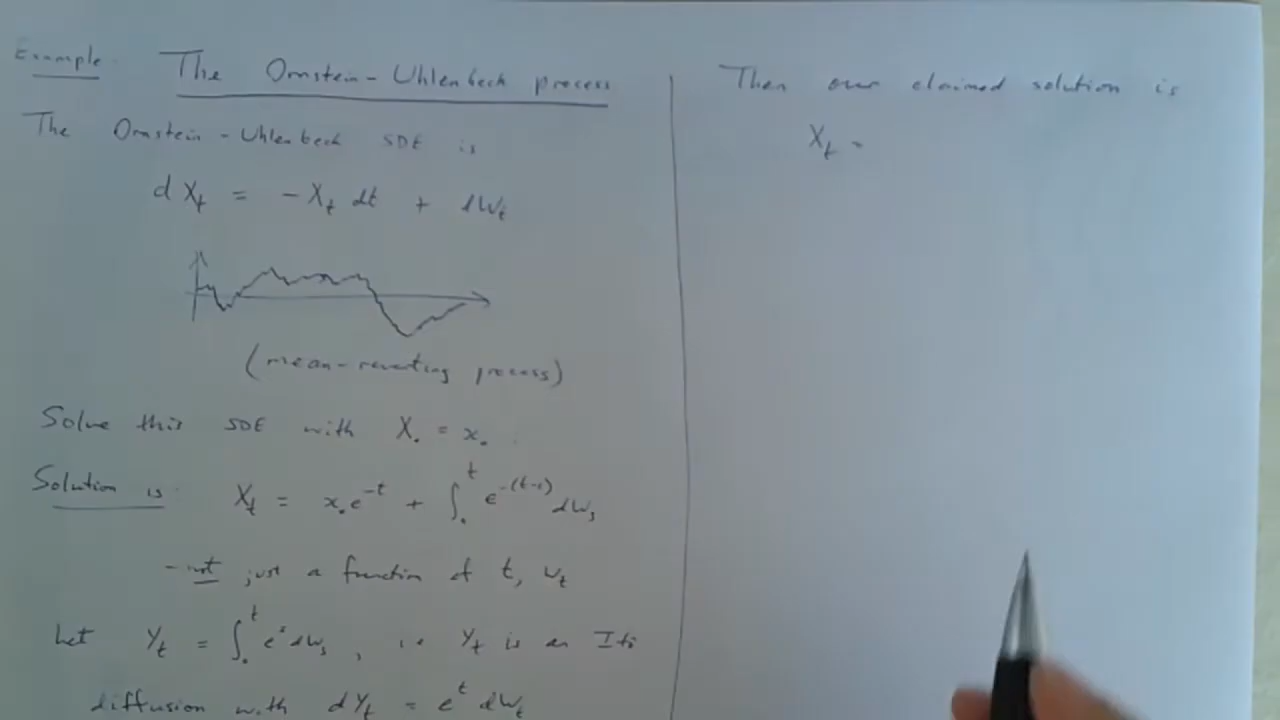 Example. The Ornstein-Uhlenbeck process
The Ornstein-Uhlenbeck SDE is
dX_t = -X_t dt + dW_t
(mean-reverting process)
Solve this SDE with X_0 = x_0.
Solution is X_t = x_0 e^{-t} + ∫_0^t e^{-(t-s)} dW_s
- not just a function of t, W_t
Let Y_t = ∫_0^t e^s dW_s, i.e Y_t is an Ito
diffusion with dY_t = e^t dW_t
Then our claimed solution is
X_t =